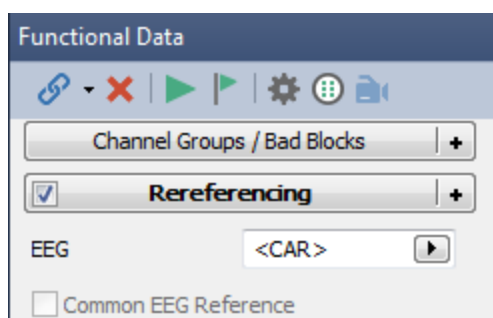 Functional Data
Channel Groups / Bad Blocks +
Rereferencing +
EEG <CAR>
Common EEG Reference